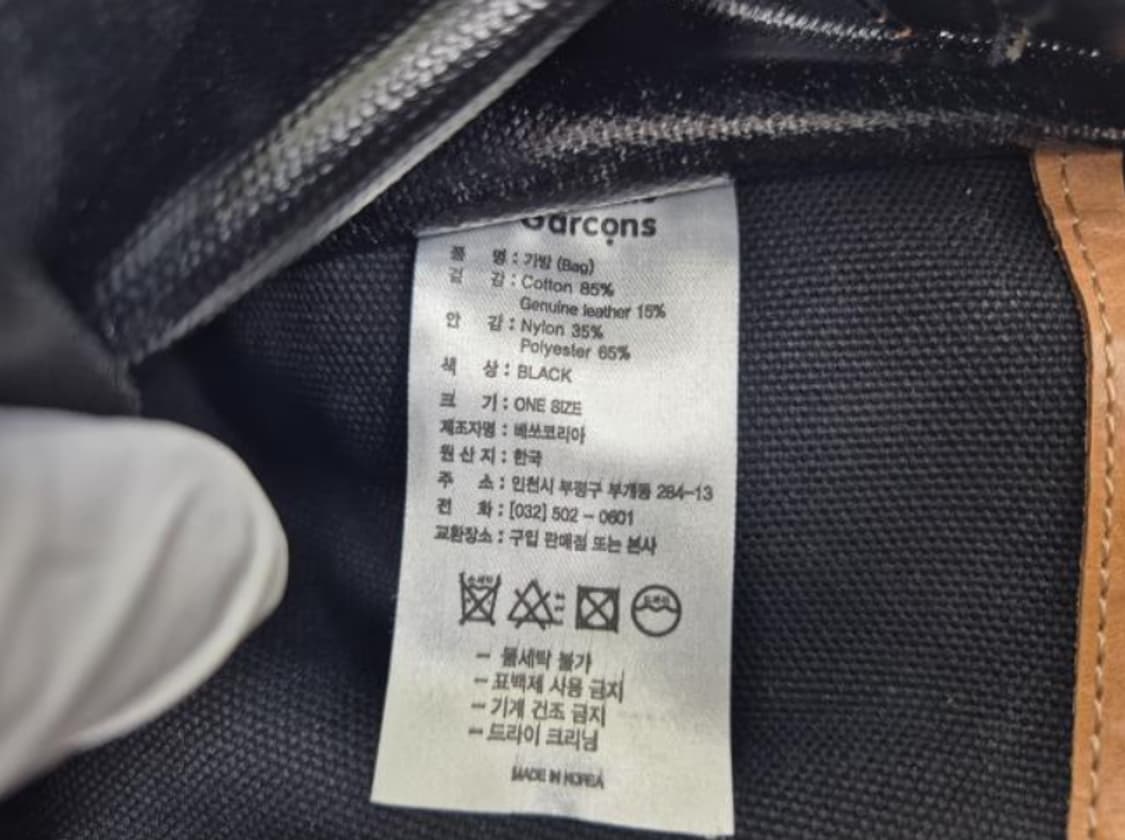 Garçons
품 명 : 가방 (Bag)
겉 감 : Cotton 85%
Genuine leather 15%
안 감 : Nylon 35%
Polyester 65%
색 상 : BLACK
크 기 : ONE SIZE
제조자명 : 베쓰코리아
원 산 지 : 한국
주 소 : 인천시 부평구 부개동 284-13
전 화 : [032] 502 - 0601
교환장소 : 구입 판매점 또는 본사
- 물세탁 불가
- 표백제 사용 금지
- 기계 건조 금지
- 드라이 크리닝
MADE IN KOREA